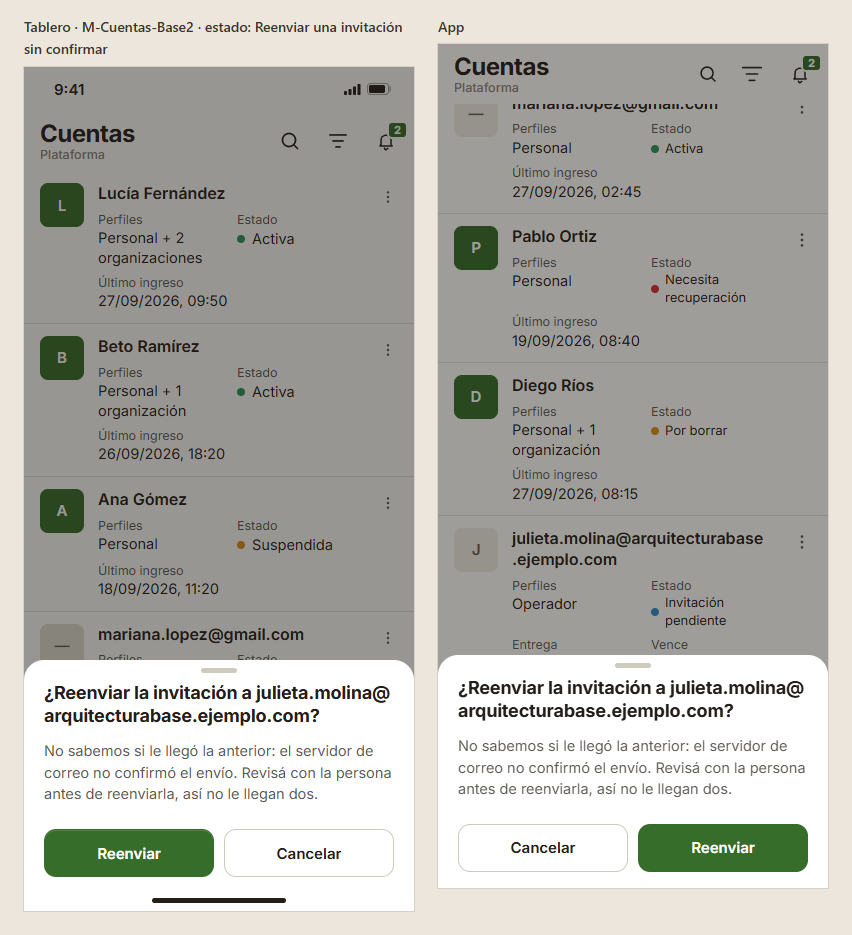 Tablero · M-Cuentas-Base2 · estado: Reenviar una invitación
sin confirmar
9:41
Cuentas
Plataforma
2
L
Lucía Fernández
Perfiles
Estado
Personal + 2
organizaciones
Activa
Último ingreso
27/09/2026, 09:50
B
Beto Ramírez
Perfiles
Estado
Personal + 1
organización
Activa
Último ingreso
26/09/2026, 18:20
A
Ana Gómez
Perfiles
Estado
Personal
Suspendida
Último ingreso
18/09/2026, 11:20
—
mariana.lopez@gmail.com
Perfiles
Estado
¿Reenviar la invitación a julieta.molina@
arquitecturabase.ejemplo.com?
No sabemos si le llegó la anterior: el servidor de
correo no confirmó el envío. Revisá con la persona
antes de reenviarla, así no le llegan dos.
Reenviar
Cancelar
App
Cuentas
Plataforma
2
—
mariana.lopez@gmail.com
Perfiles
Estado
Personal
Activa
Último ingreso
27/09/2026, 02:45
P
Pablo Ortiz
Perfiles
Estado
Personal
Necesita
recuperación
Último ingreso
19/09/2026, 08:40
D
Diego Ríos
Perfiles
Estado
Personal + 1
organización
Por borrar
Último ingreso
27/09/2026, 08:15
J
julieta.molina@arquitecturabase
.ejemplo.com
Perfiles
Estado
Operador
Invitación
pendiente
Entrega
Vence
¿Reenviar la invitación a julieta.molina@
arquitecturabase.ejemplo.com?
No sabemos si le llegó la anterior: el servidor de
correo no confirmó el envío. Revisá con la persona
antes de reenviarla, así no le llegan dos.
Cancelar
Reenviar